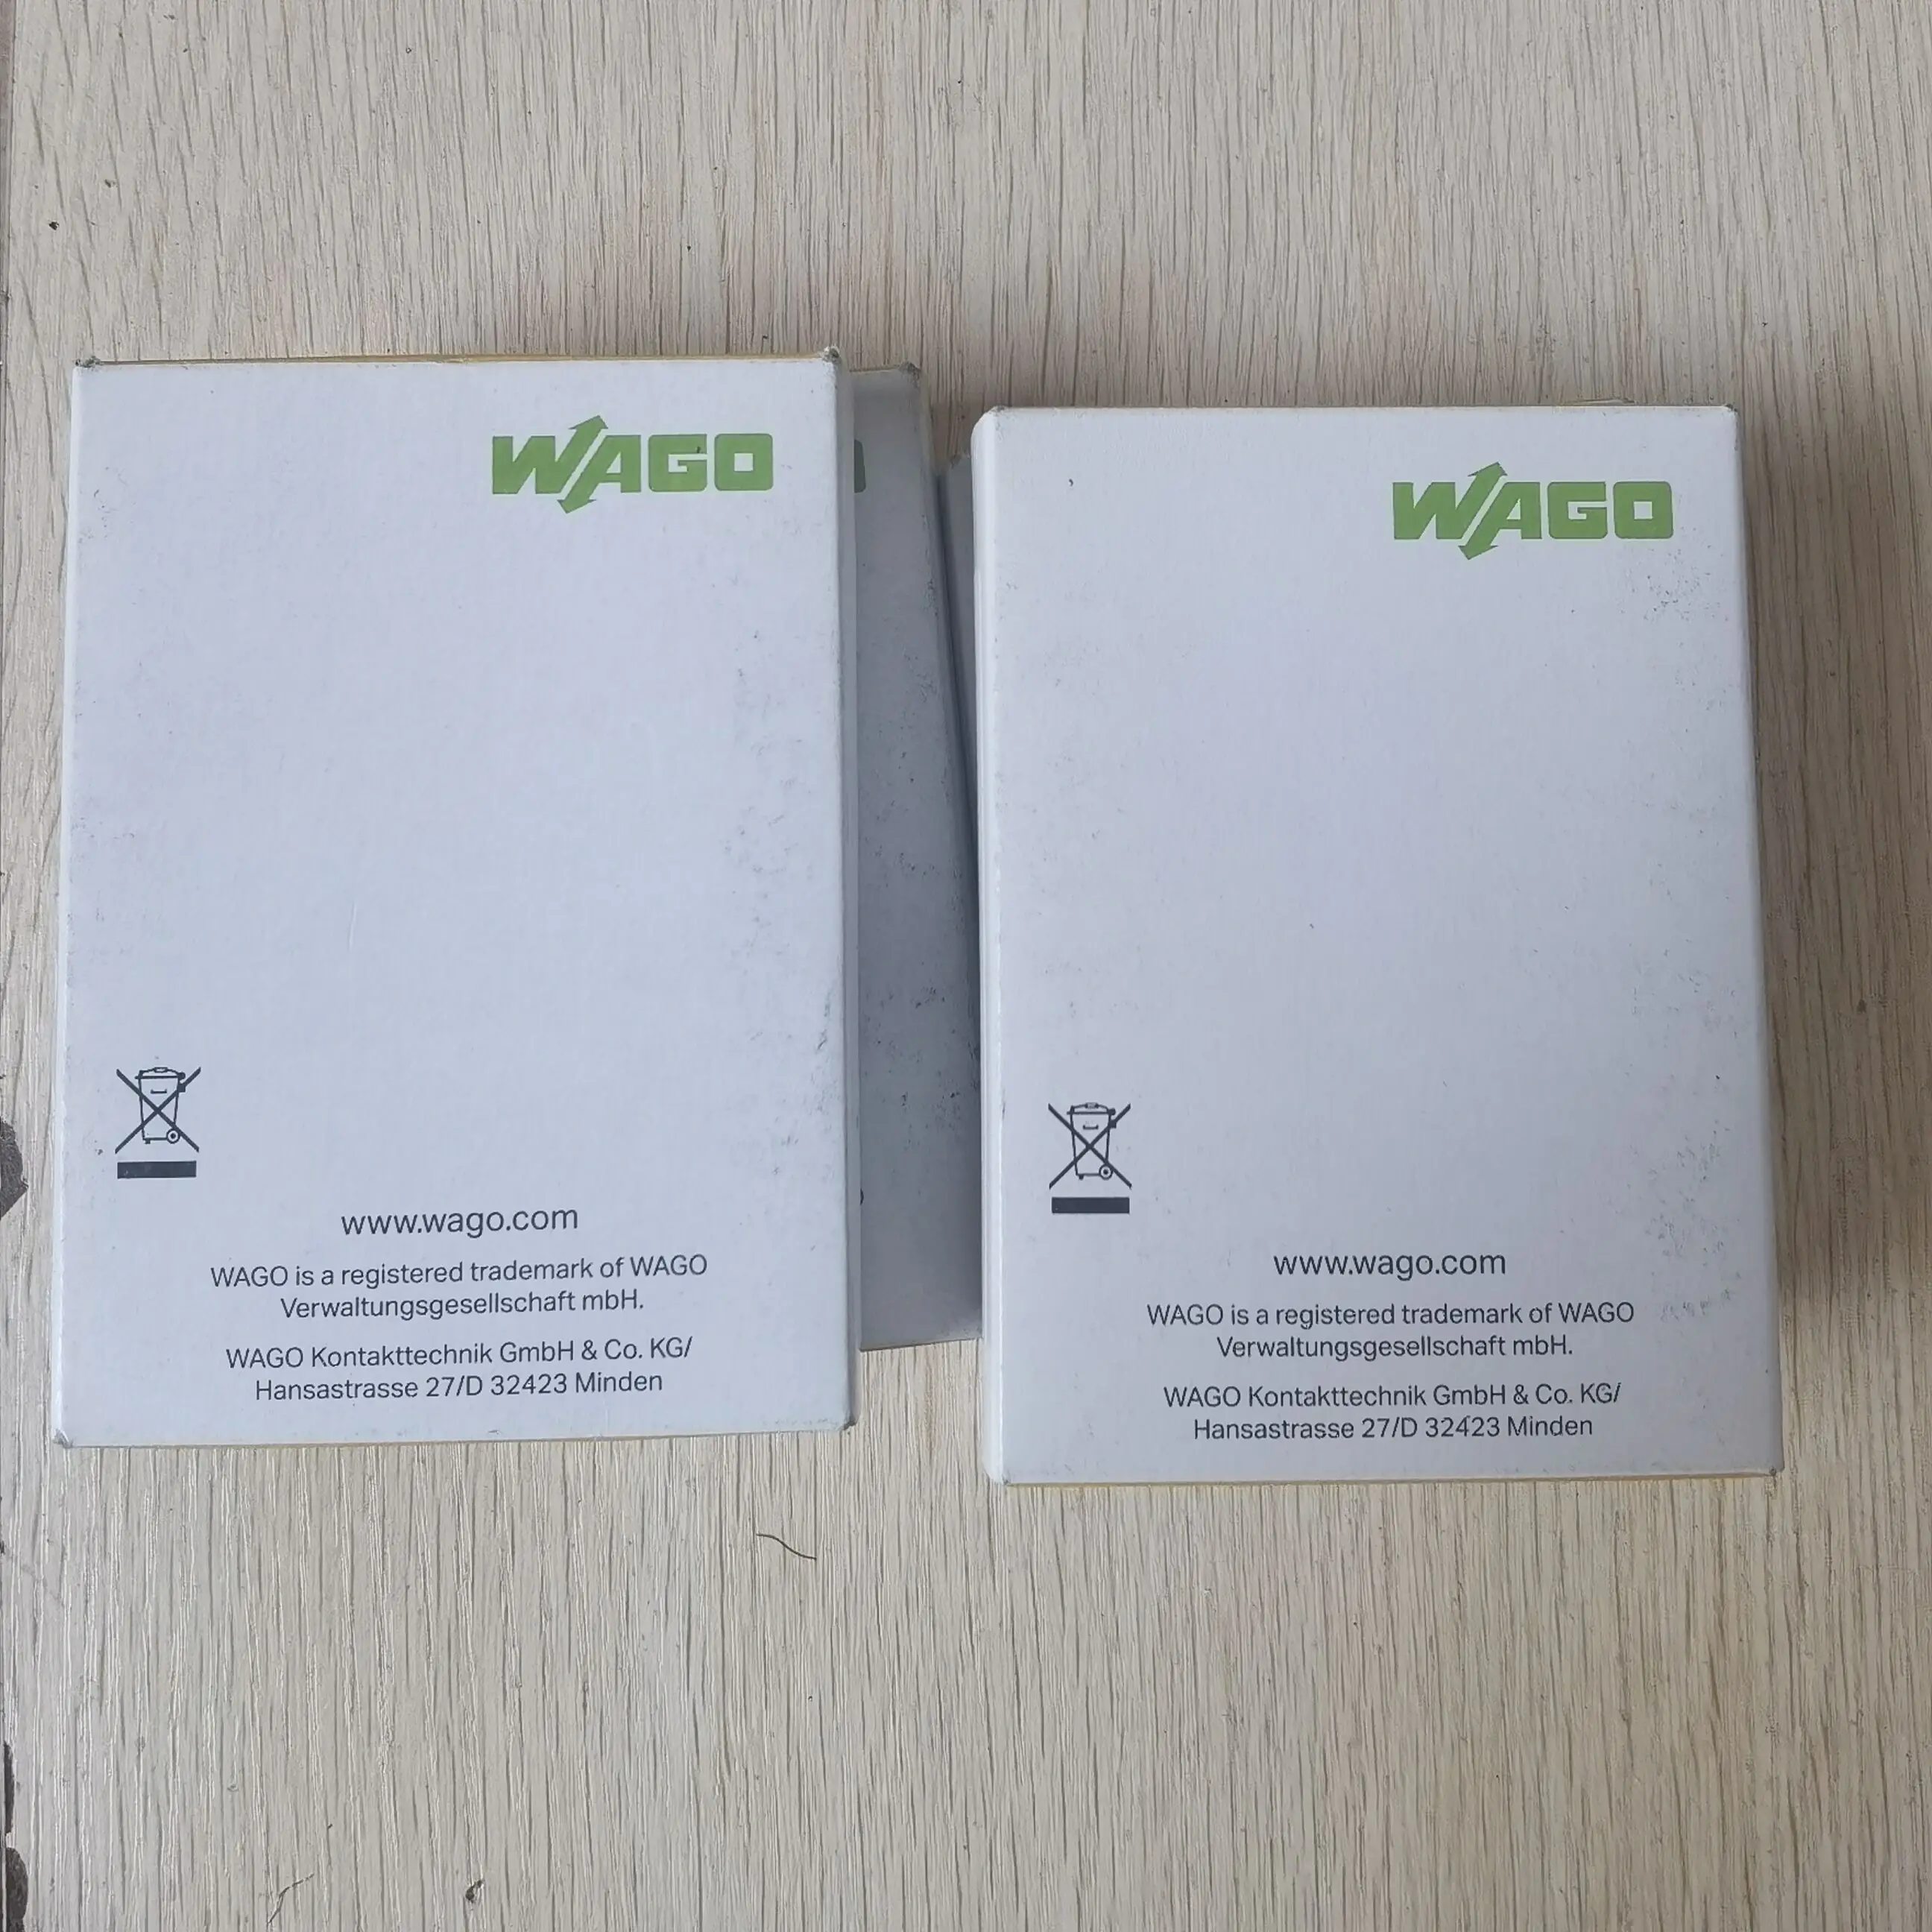 WAGO
www.wago.com
WAGO is a registered trademark of WAGO
Verwaltungsgesellschaft mbH.
WAGO Kontakttechnik GmbH & Co. KG/
Hansastrasse 27/D 32423 Minden
WAGO
www.wago.com
WAGO is a registered trademark of WAGO
Verwaltungsgesellschaft mbH.
WAGO Kontakttechnik GmbH & Co. KG/
Hansastrasse 27/D 32423 Minden